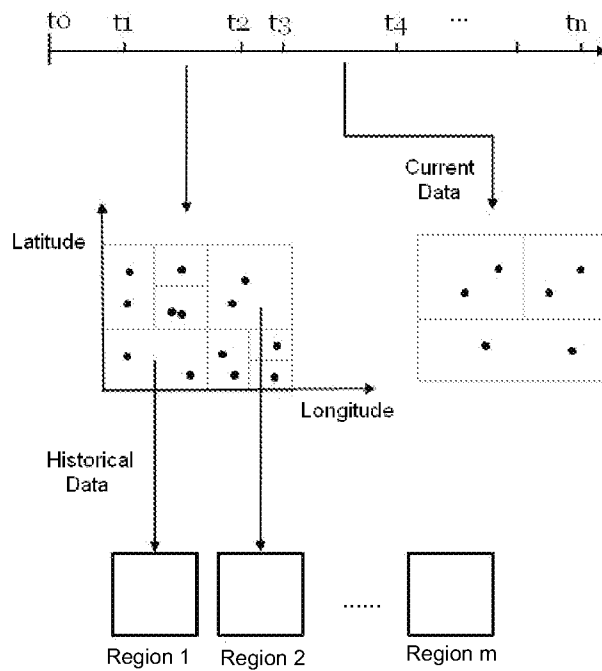 t0 t1 t2 t3 t4 ... tn
Current
Data
Latitude
Longitude
Historical
Data
......
Region 1 Region 2 Region m